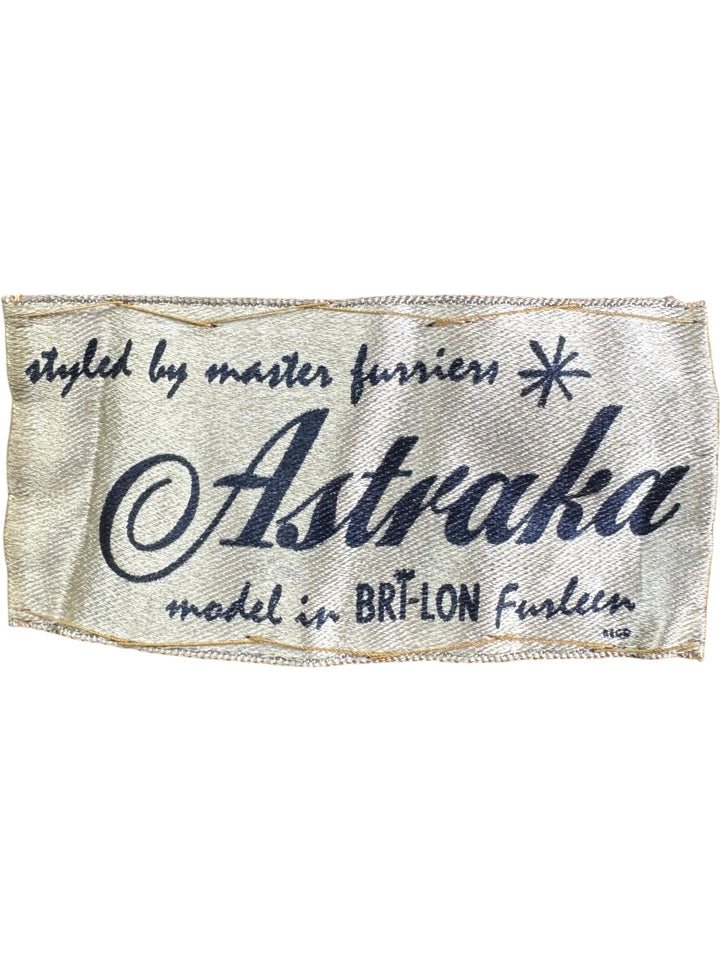 styled by master furriers *
Astraka
model in BRI-LON Furleen
REGD